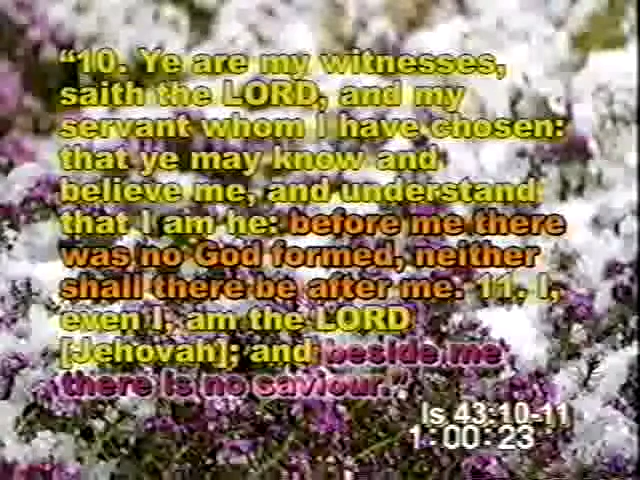 “10. Ye are my witnesses,
saith the LORD, and my
servant whom I have chosen:
that ye may know and
believe me, and understand
that I am he: before me there
was no God formed, neither
shall there be after me. 11. I,
even I, am the LORD
[Jehovah]; and beside me
there is no saviour.”
Is 43:10-11
1:00:23